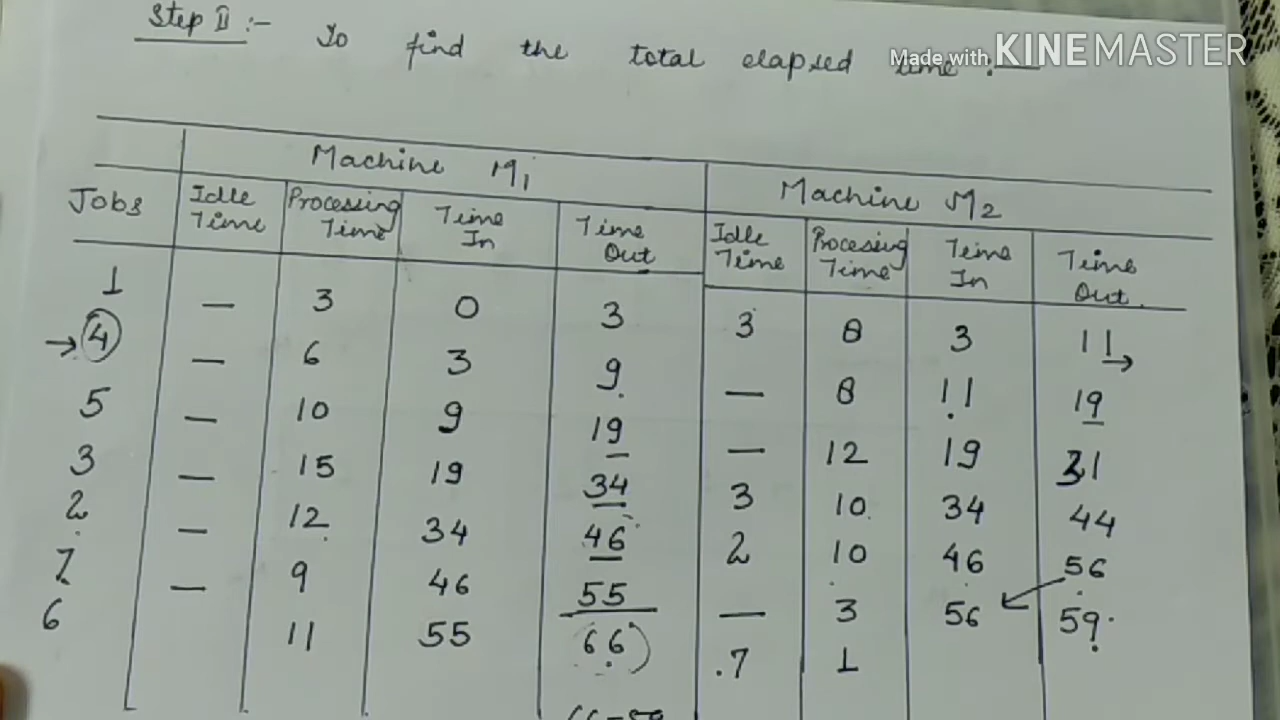 Step II :- To find the total elapsed time :-
Made with KINEMASTER
Machine M1 Machine M2
Jobs Idle Time Processing Time Time In Time Out Idle Time Procesing Time Time In Time Out
1 — 3 0 3 3 8 3 11
→ 4 — 6 3 9 — 8 11 19
5 — 10 9 19 — 12 19 31
3 — 15 19 34 3 10 34 44
2 — 12 34 46 2 10 46 56
7 — 9 46 55 — 3 56 59
6 11 55 66 7 1